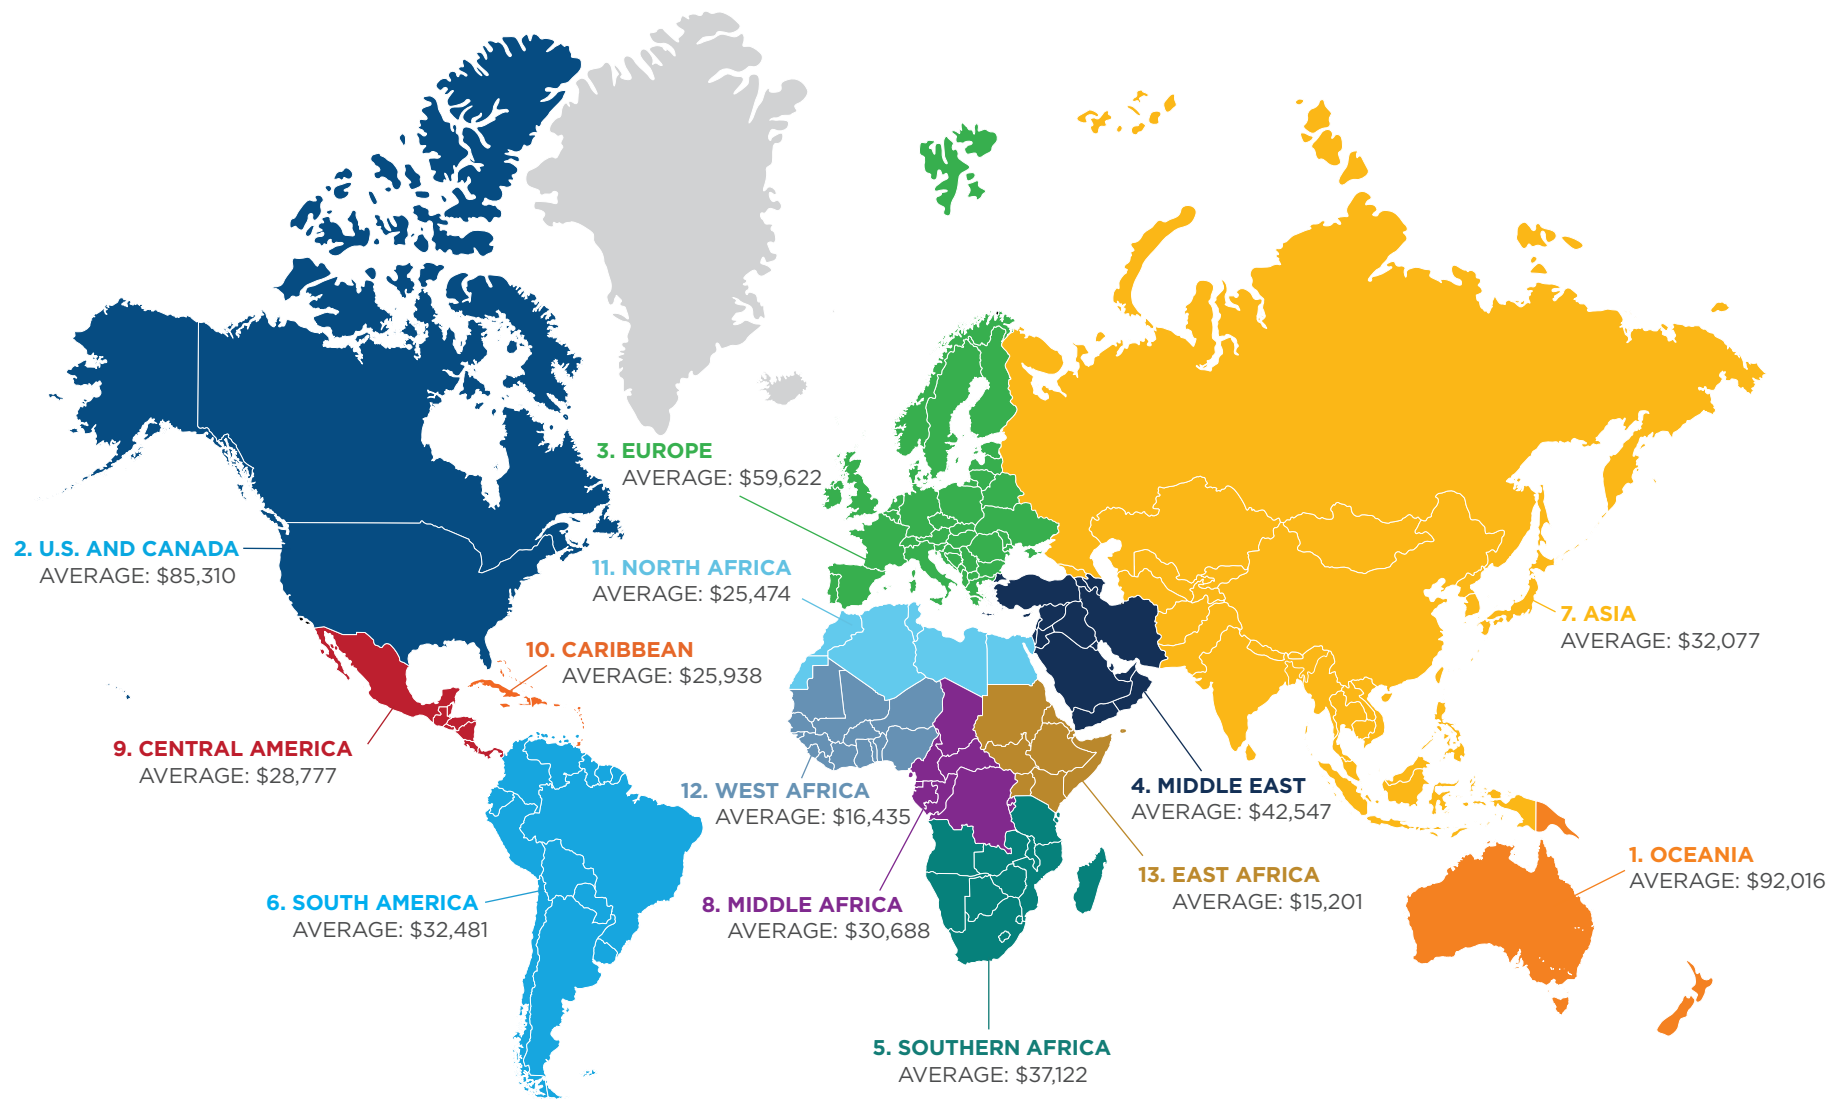 3. EUROPE
AVERAGE: $59,622
2. U.S. AND CANADA
AVERAGE: $85,310
11. NORTH AFRICA
AVERAGE: $25,474
7. ASIA
AVERAGE: $32,077
10. CARIBBEAN
AVERAGE: $25,938
9. CENTRAL AMERICA
AVERAGE: $28,777
12. WEST AFRICA
AVERAGE: $16,435
4. MIDDLE EAST
AVERAGE: $42,547
1. OCEANIA
AVERAGE: $92,016
13. EAST AFRICA
AVERAGE: $15,201
6. SOUTH AMERICA
AVERAGE: $32,481
8. MIDDLE AFRICA
AVERAGE: $30,688
5. SOUTHERN AFRICA
AVERAGE: $37,122